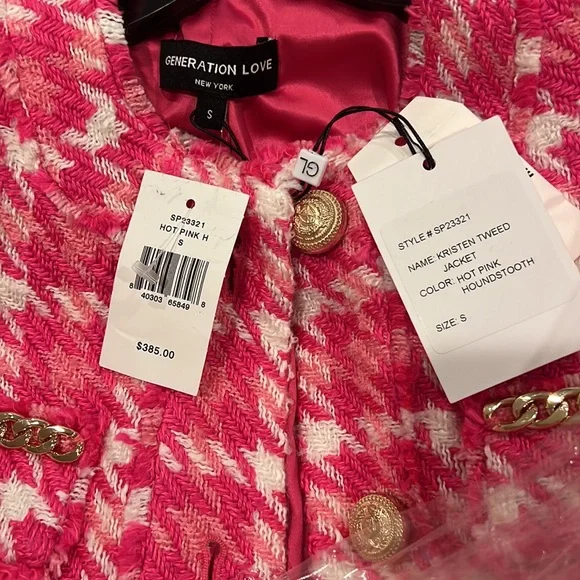 GENERATION LOVE
NEW YORK
S
GL
SP23321
HOT PINK H
S
8 40303 65849 8
$385.00
STYLE # SP23321
NAME: KRISTEN TWEED
JACKET
COLOR: HOT PINK
HOUNDSTOOTH
SIZE: S